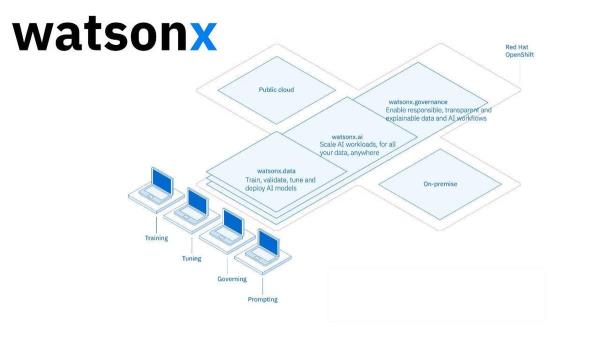 watsonx
Red Hat
OpenShift
Public cloud
watsonx.governance
Enable responsible, transparent and
explainable data and AI workflows
watsonx.ai
Scale AI workloads, for all
your data, anywhere
watsonx.data
Train, validate, tune and
deploy AI models
On-premise
Training
Tuning
Governing
Prompting